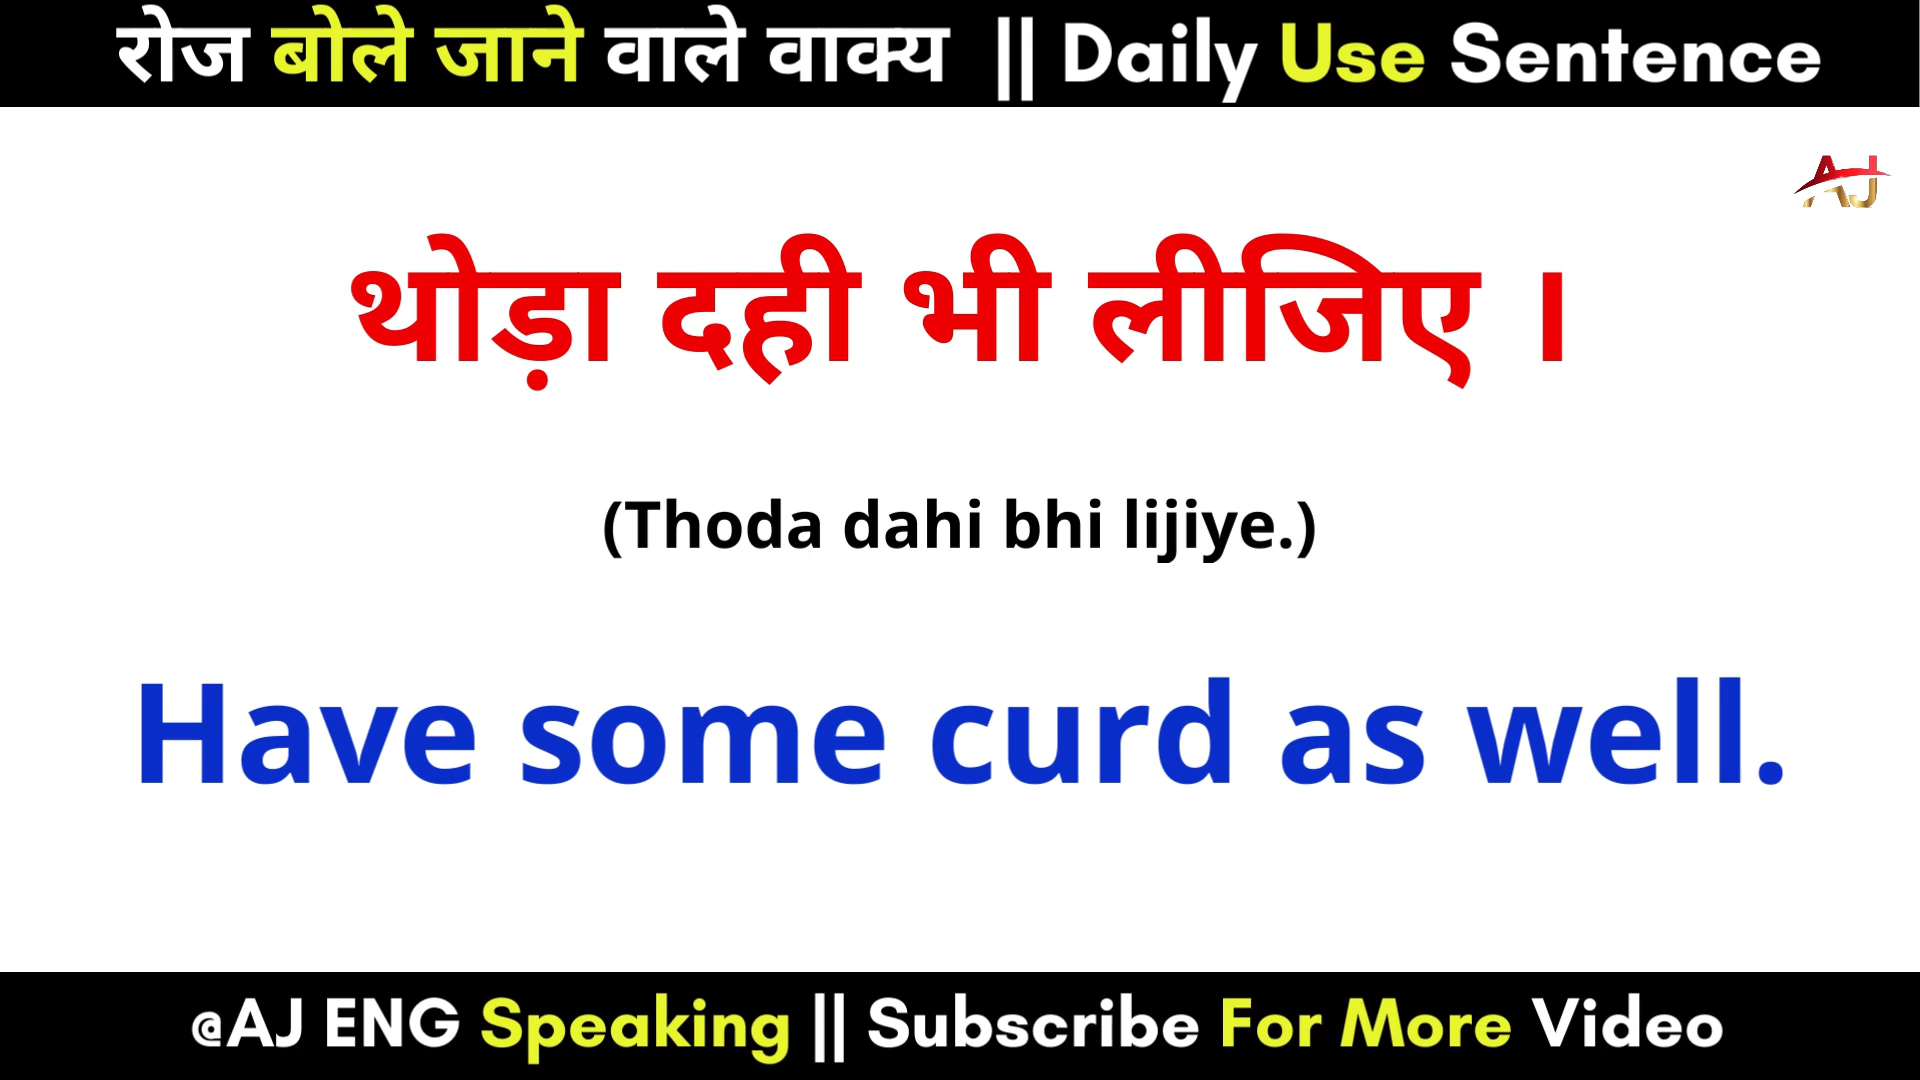 रोज बोले जाने वाले वाक्य || Daily Use Sentence
AJ
थोड़ा दही भी लीजिए ।
(Thoda dahi bhi lijiye.)
Have some curd as well.
@AJ ENG Speaking || Subscribe For More Video